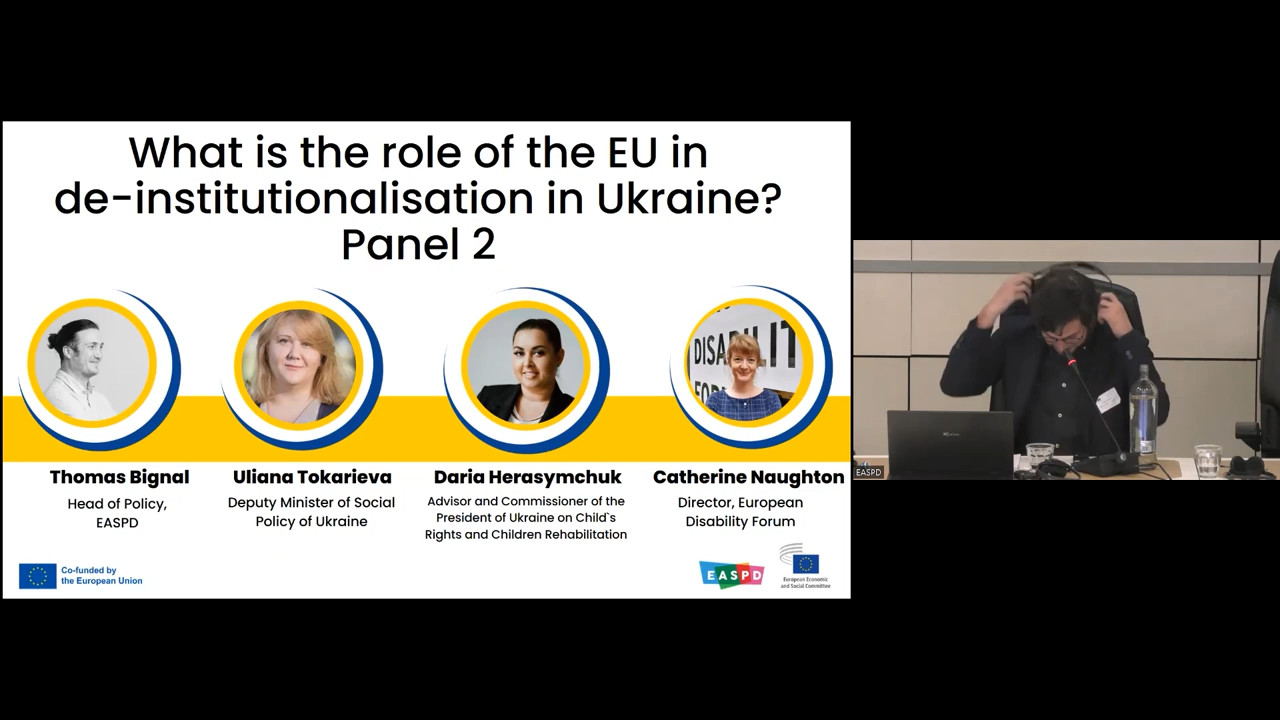 What is the role of the EU in
de-institutionalisation in Ukraine?
Panel 2
DISABILIT
FOR
Thomas Bignal
Head of Policy,
EASPD
Uliana Tokarieva
Deputy Minister of Social
Policy of Ukraine
Daria Herasymchuk
Advisor and Commissioner of the
President of Ukraine on Child`s
Rights and Children Rehabilitation
Catherine Naughton
Director, European
Disability Forum
Co-funded by
the European Union
EASPD
European Economic
and Social Committee
EASPD